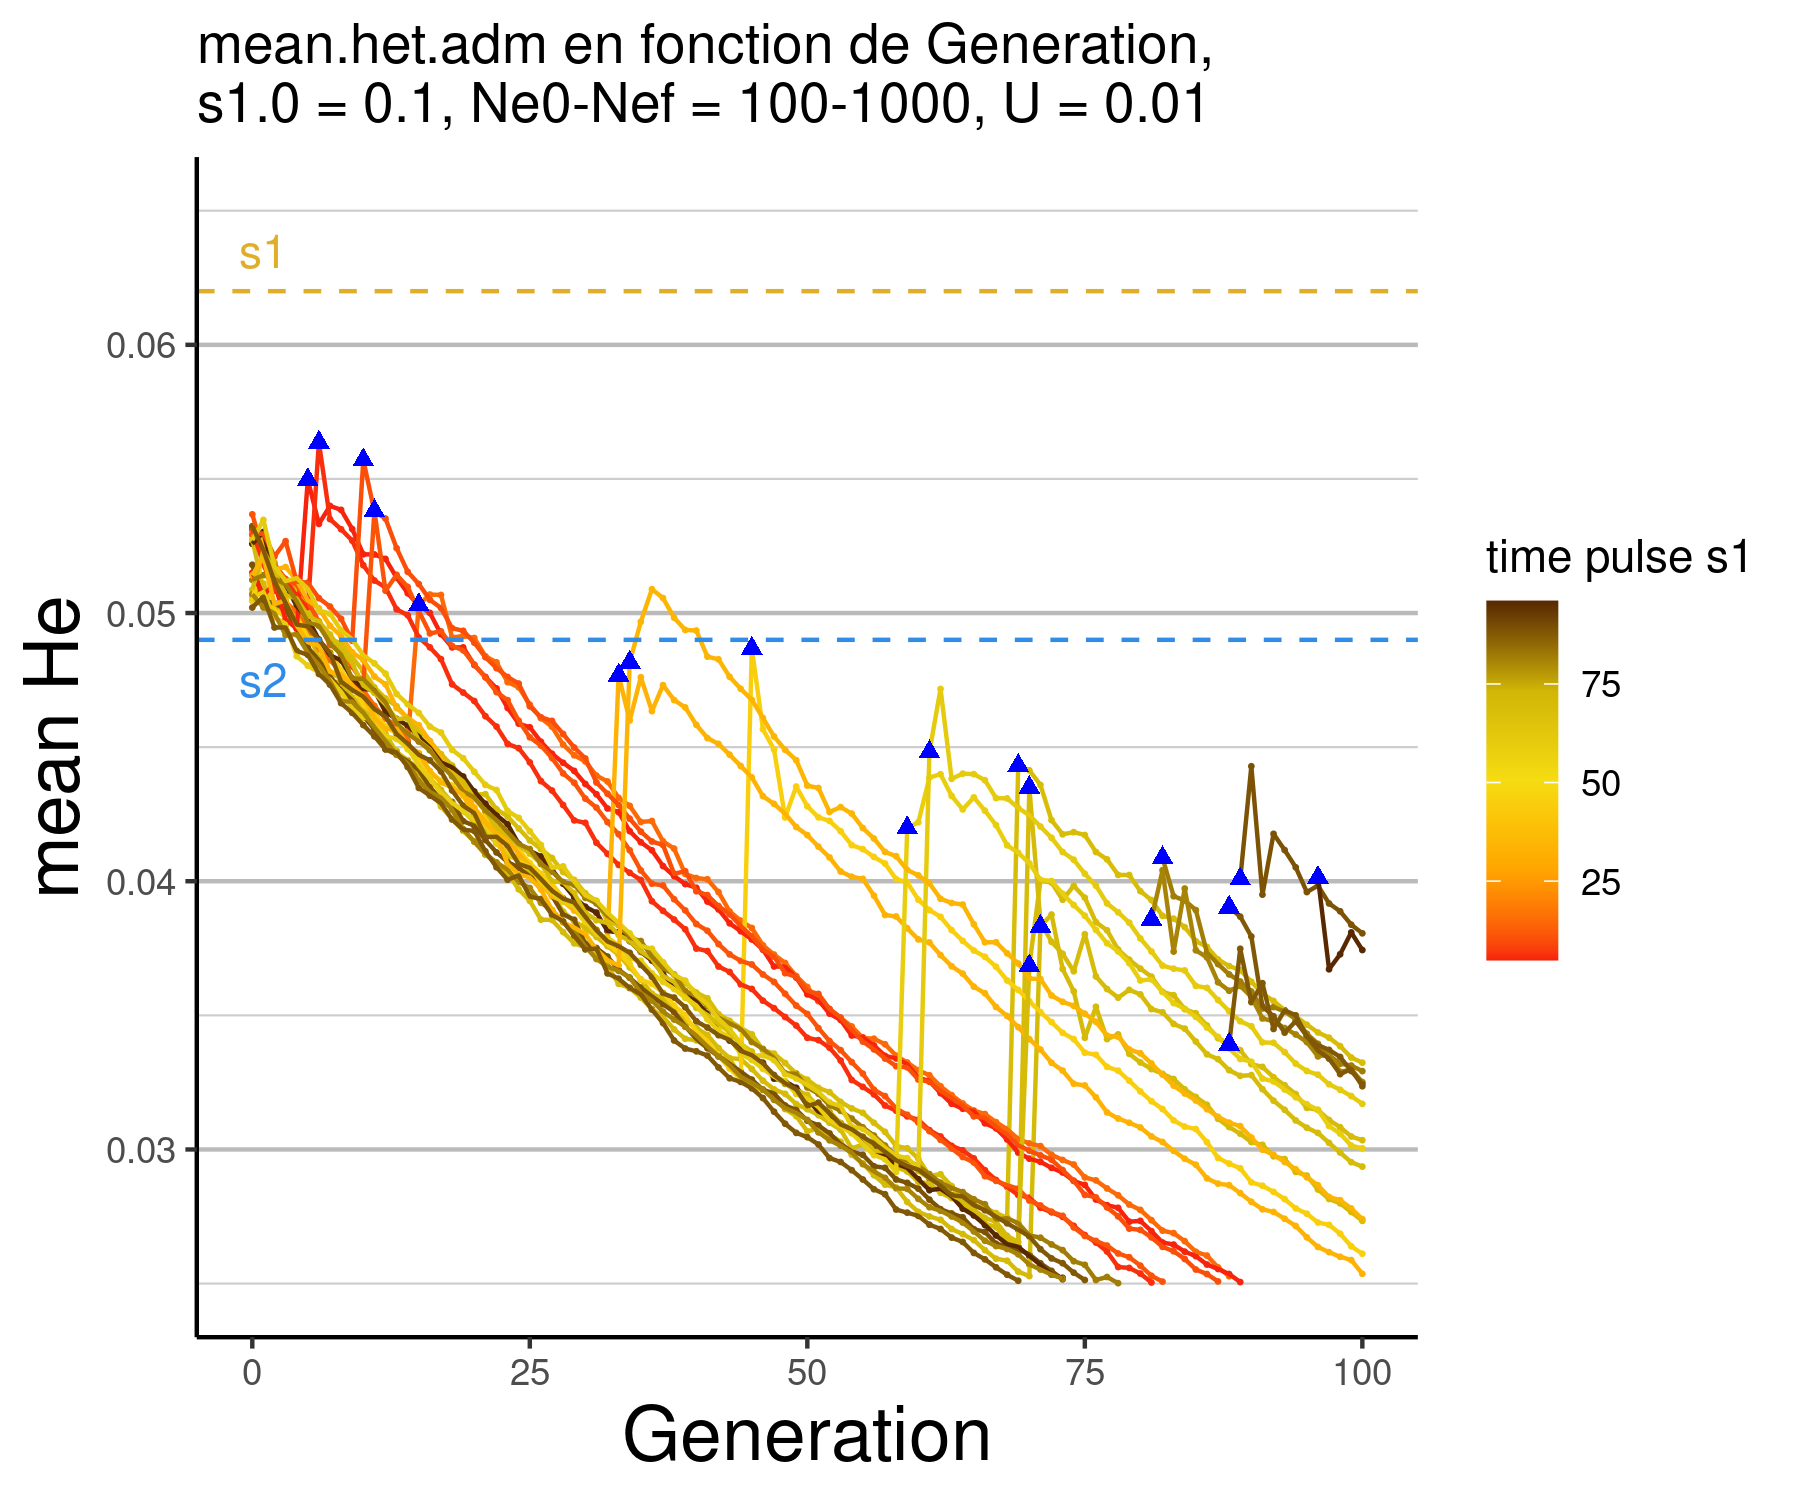 mean.het.adm en fonction de Generation,
s1.0 = 0.1, Ne0-Nef = 100-1000, U = 0.01
s1
s2
0.06
0.05
0.04
0.03
mean He
0 25 50 75 100
Generation
time pulse s1
75
50
25